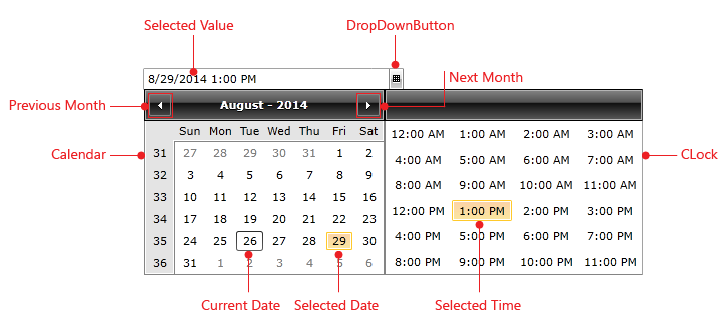 Selected Value
DropDownButton
8/29/2014 1:00 PM
Next Month
Previous Month
August - 2014
Sun Mon Tue Wed Thu Fri Sat
31 27 28 29 30 31 1 2
32 3 4 5 6 7 8 9
33 10 11 12 13 14 15 16
34 17 18 19 20 21 22 23
35 24 25 26 27 28 29 30
36 31 1 2 3 4 5 6
Calendar
12:00 AM 1:00 AM 2:00 AM 3:00 AM
4:00 AM 5:00 AM 6:00 AM 7:00 AM
8:00 AM 9:00 AM 10:00 AM 11:00 AM
12:00 PM 1:00 PM 2:00 PM 3:00 PM
4:00 PM 5:00 PM 6:00 PM 7:00 PM
8:00 PM 9:00 PM 10:00 PM 11:00 PM
CLock
Current Date
Selected Date
Selected Time